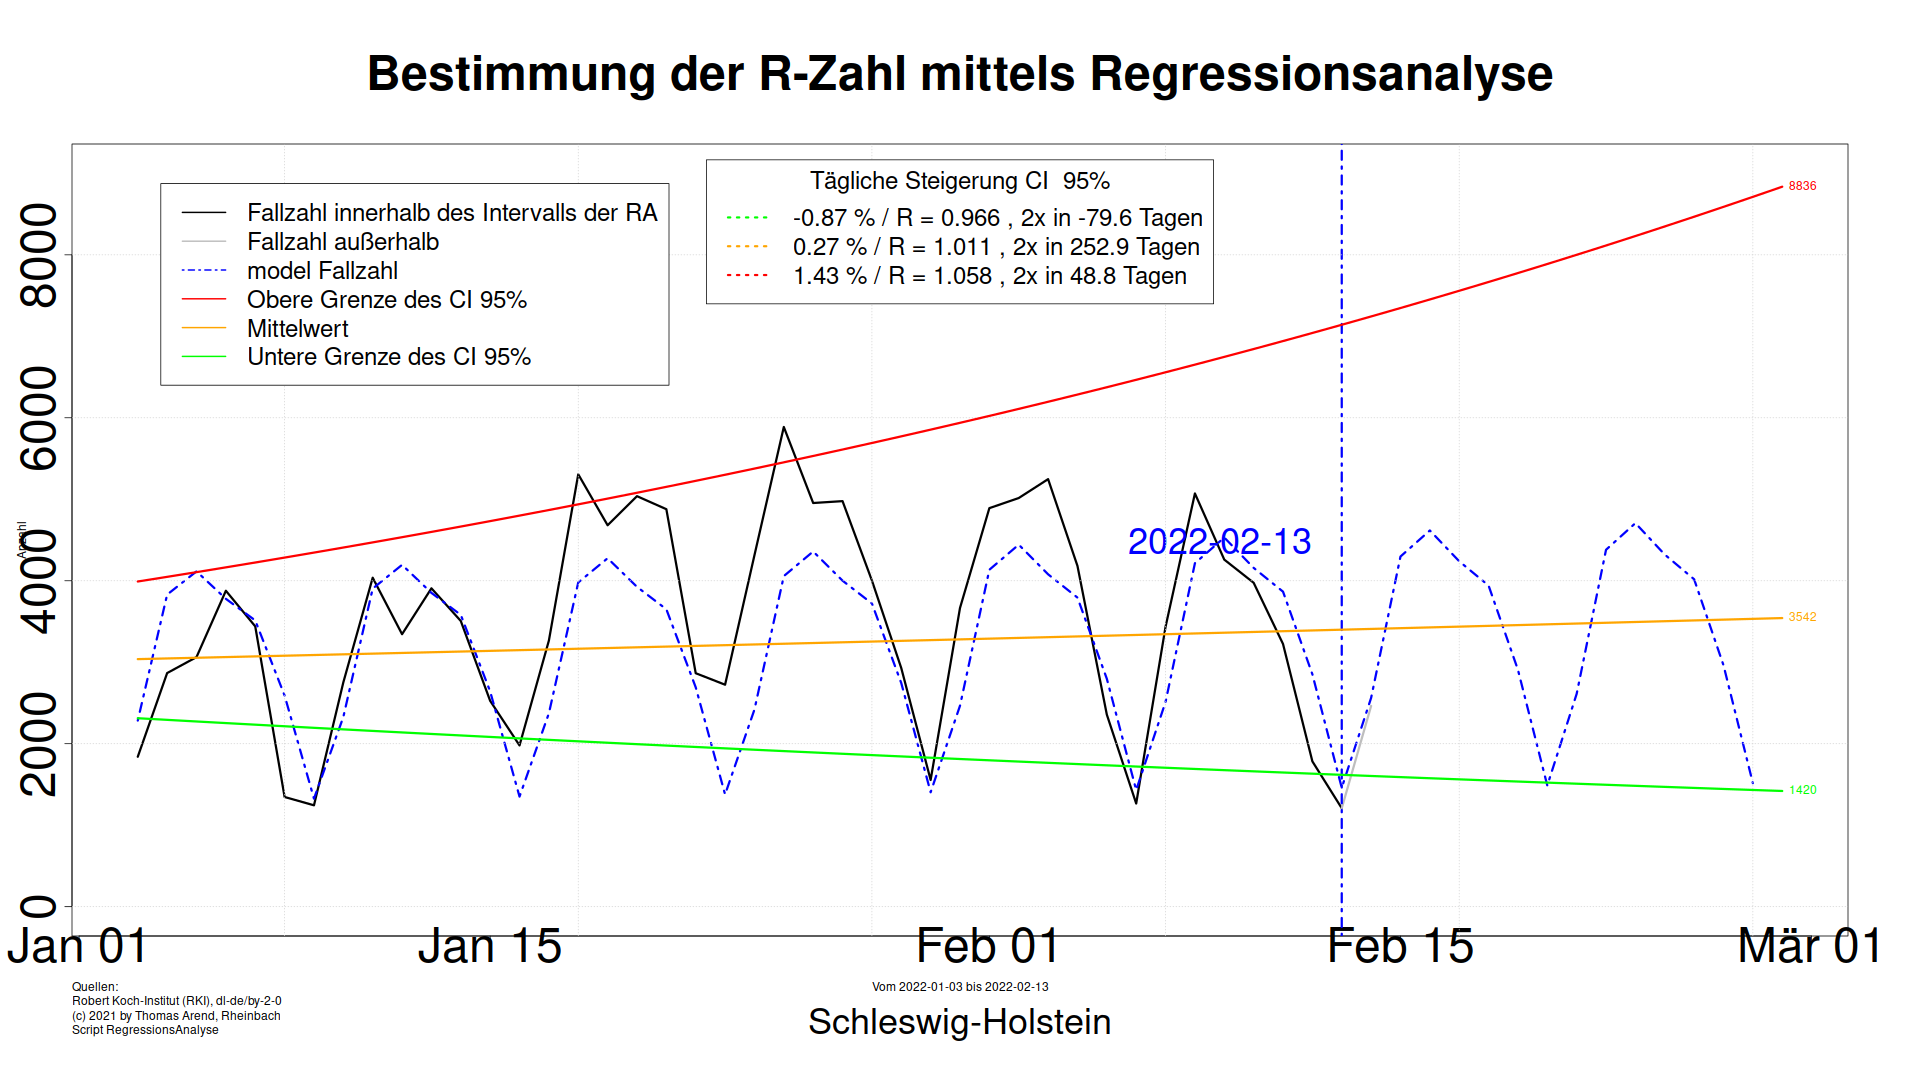 Bestimmung der R-Zahl mittels Regressionsanalyse
Fallzahl innerhalb des Intervalls der RA
Fallzahl außerhalb
model Fallzahl
Obere Grenze des CI 95%
Mittelwert
Untere Grenze des CI 95%
Tägliche Steigerung CI  95%
-0.87 % / R = 0.966 , 2x in -79.6 Tagen
0.27 % / R = 1.011 , 2x in 252.9 Tagen
1.43 % / R = 1.058 , 2x in 48.8 Tagen
8836
3542
1420
2022-02-13
Anzahl
8000
6000
4000
2000
0
Jan 01
Jan 15
Feb 01
Feb 15
Mär 01
Quellen:
Robert Koch-Institut (RKI), dl-de/by-2-0
(c) 2021 by Thomas Arend, Rheinbach
Script RegressionsAnalyse
Vom 2022-01-03 bis 2022-02-13
Schleswig-Holstein